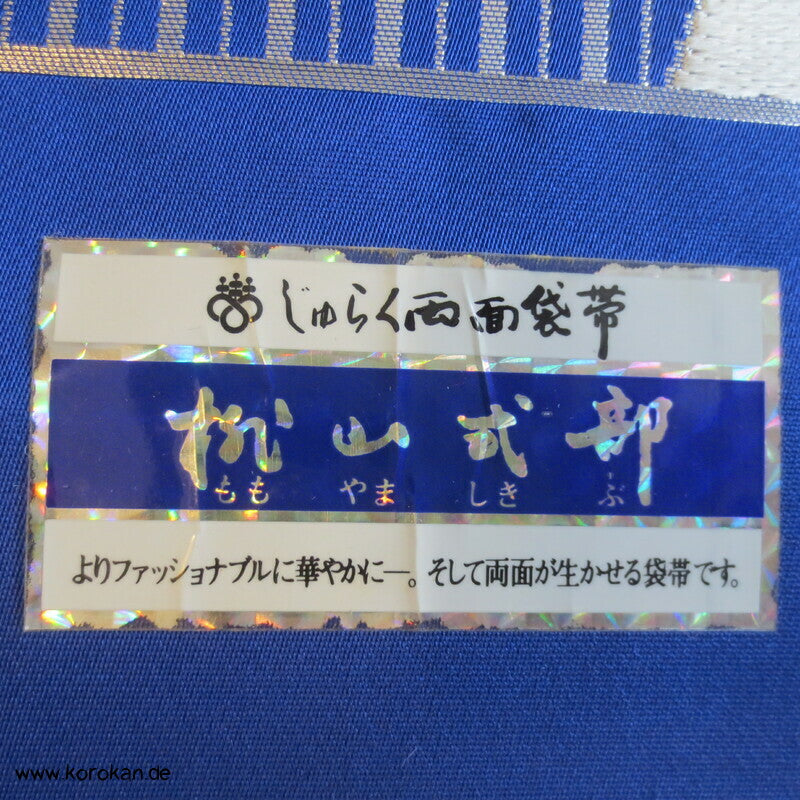 じゅらく両面袋帯
桃山式部
もも やま しき ぶ
よりファッショナブルに華やかに―。そして両面が生かせる袋帯です。
www.korokan.de